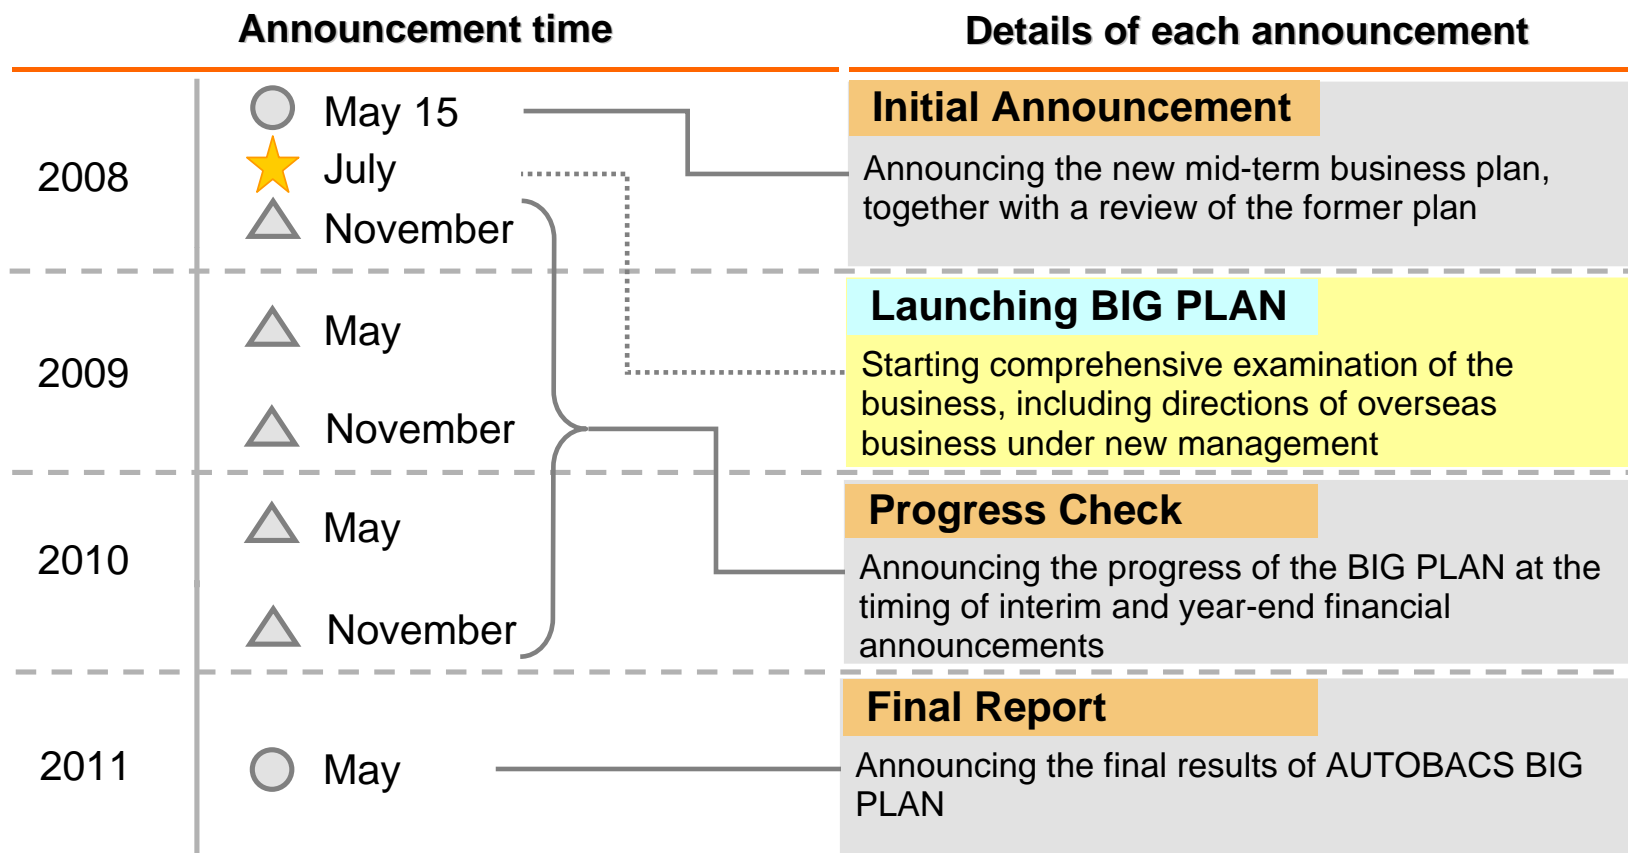 Announcement time
Details of each announcement
2008
May 15
July
November
Initial Announcement
Announcing the new mid-term business plan,
together with a review of the former plan
2009
May
November
Launching BIG PLAN
Starting comprehensive examination of the
business, including directions of overseas
business under new management
2010
May
November
Progress Check
Announcing the progress of the BIG PLAN at the
timing of interim and year-end financial
announcements
2011
May
Final Report
Announcing the final results of AUTOBACS BIG
PLAN